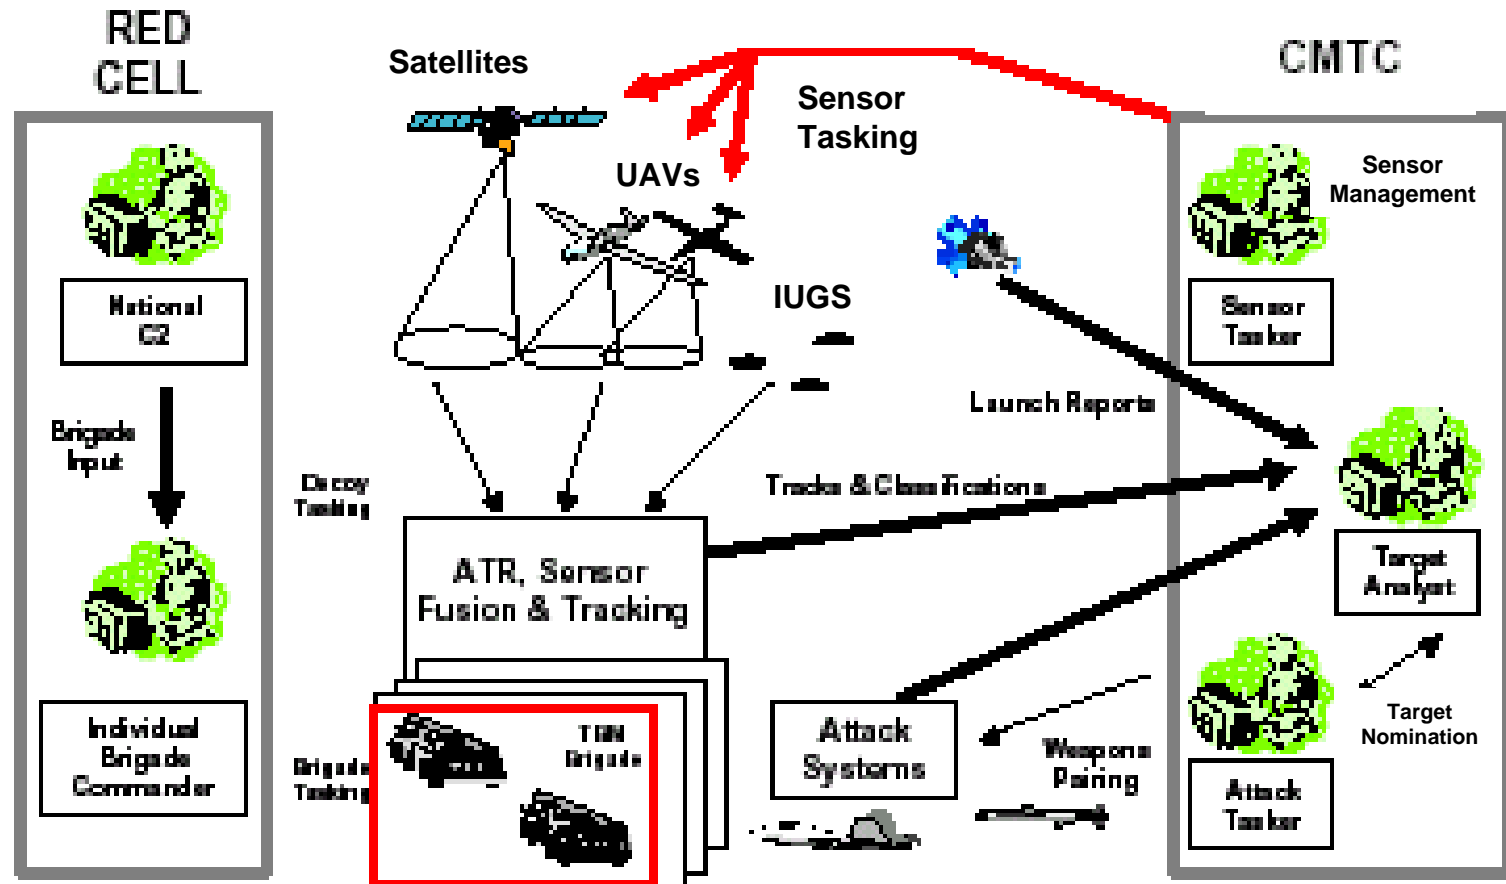 RED
CELL
National
C2
Brigade
Input
Individual
Brigade
Commander
Satellites
Sensor
Tasking
UAVs
IUGS
Launch Reports
Decoy
Tasking
Tracks & Classifications
ATR, Sensor
Fusion & Tracking
Brigade
Tasking
Brigade
Attack
Systems
Weapons
Pairing
CMTC
Sensor
Management
Sensor
Tasker
Target
Analyst
Target
Nomination
Attack
Tasker